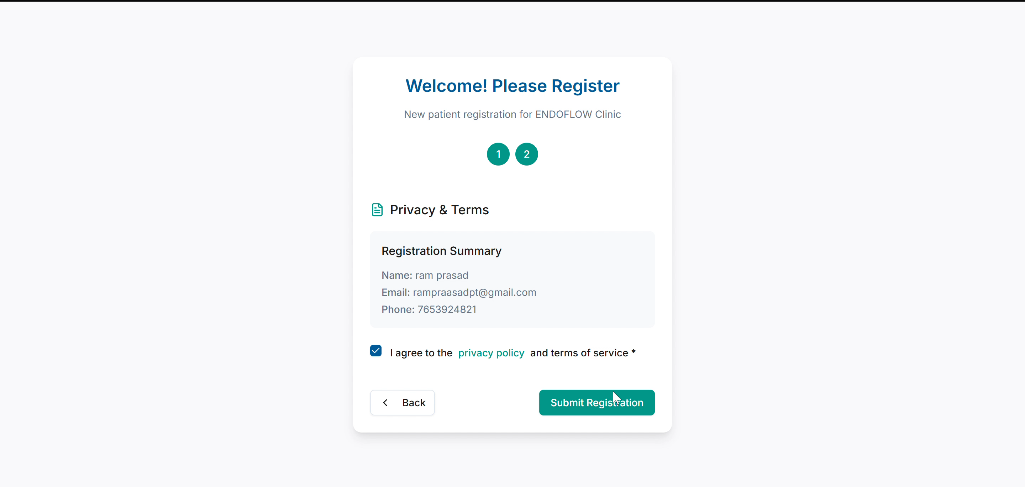 Welcome! Please Register
New patient registration for ENDOFLOW Clinic
1 2
Privacy & Terms
Registration Summary
Name: ram prasad
Email: rampraasadpt@gmail.com
Phone: 7653924821
I agree to the privacy policy and terms of service *
Back Submit Registration